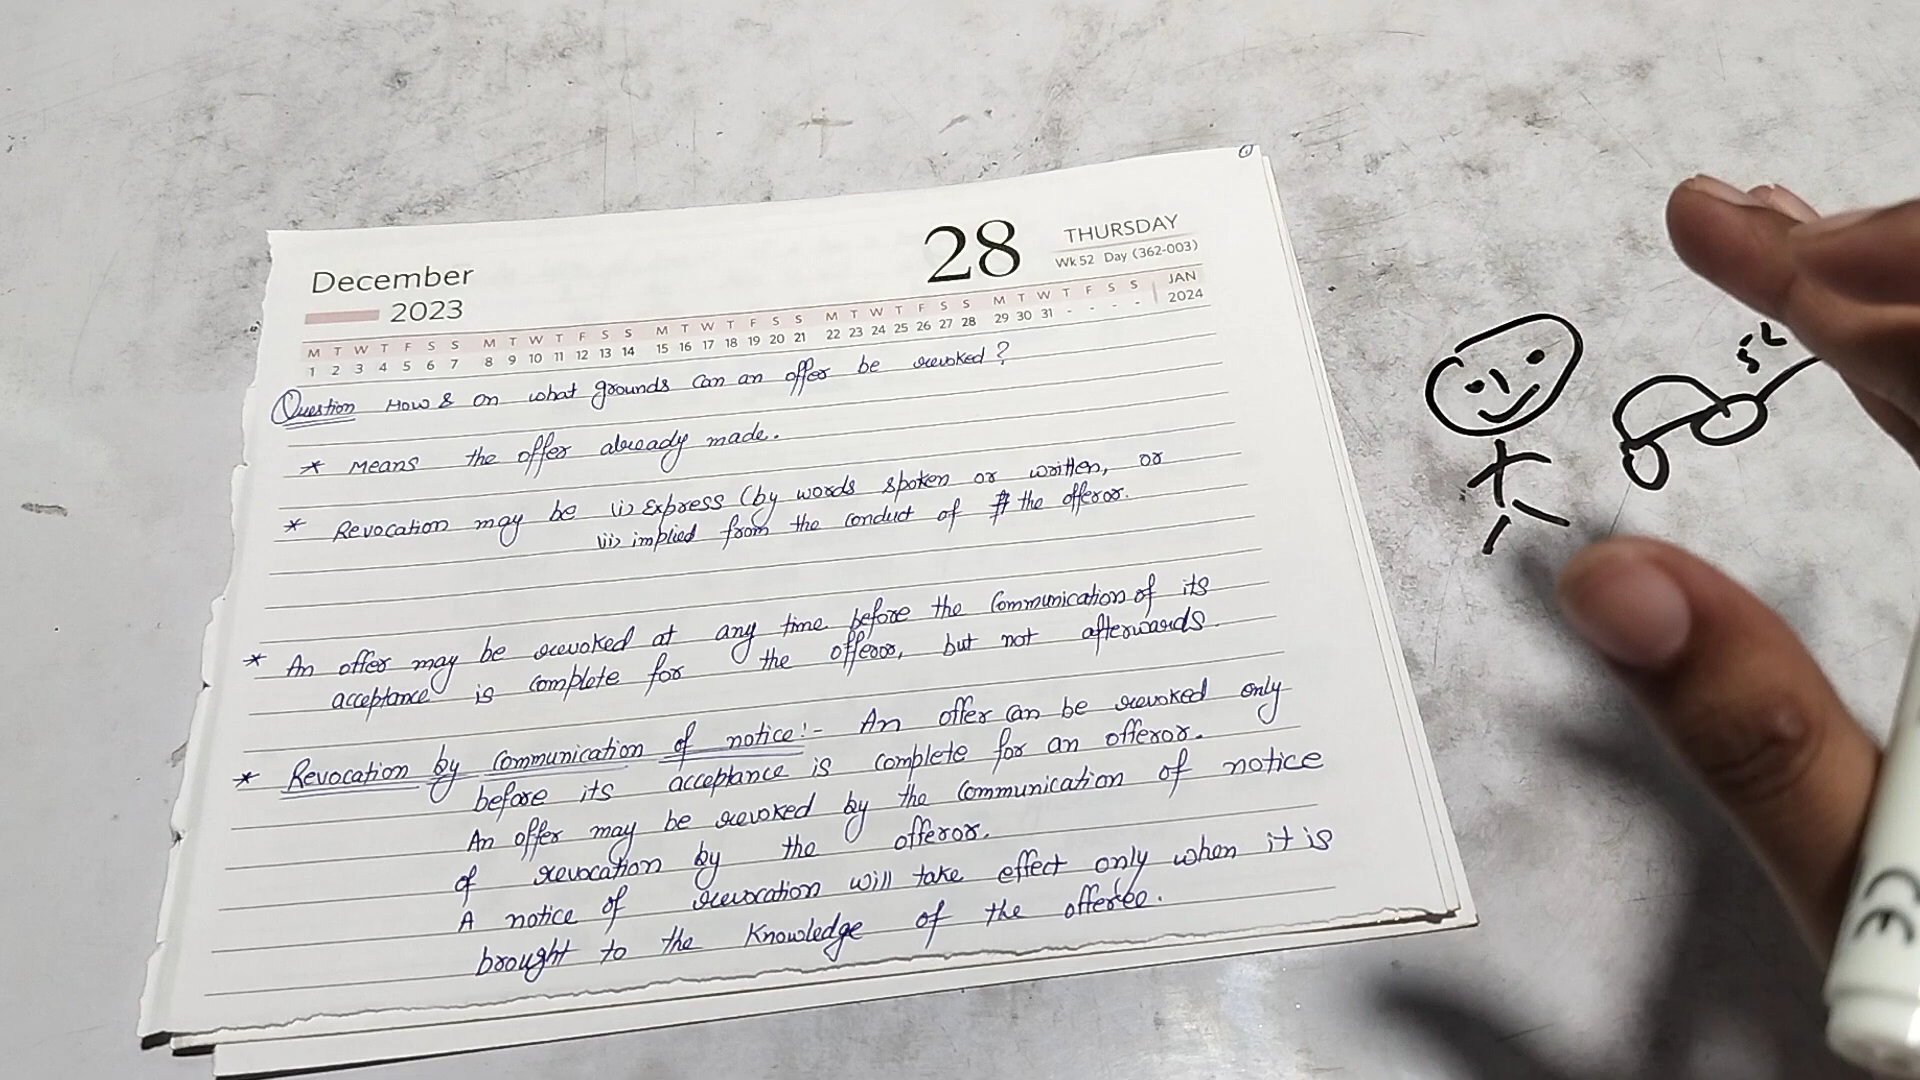 December
2023
28
THURSDAY
Wk 52 Day (362-003)
M T W T F S S M T W T F S S M T W T F S S M T W T F S S M T W T F S S JAN
1 2 3 4 5 6 7 8 9 10 11 12 13 14 15 16 17 18 19 20 21 22 23 24 25 26 27 28 29 30 31 - - - - 2024
Question How & on what grounds can an offer be revoked?
* Means the offer already made.
* Revocation may be (i) Express (by words spoken or written, or
(ii) implied from the conduct of the offeror.
* An offer may be revoked at any time before the communication of its
acceptance is complete for the offeror, but not afterwards.
* Revocation by communication of notice:- An offer can be revoked only
before its acceptance is complete for an offeror.
An offer may be revoked by the communication of notice
of revocation by the offeror.
A notice of revocation will take effect only when it is
brought to the knowledge of the offeree.
CE